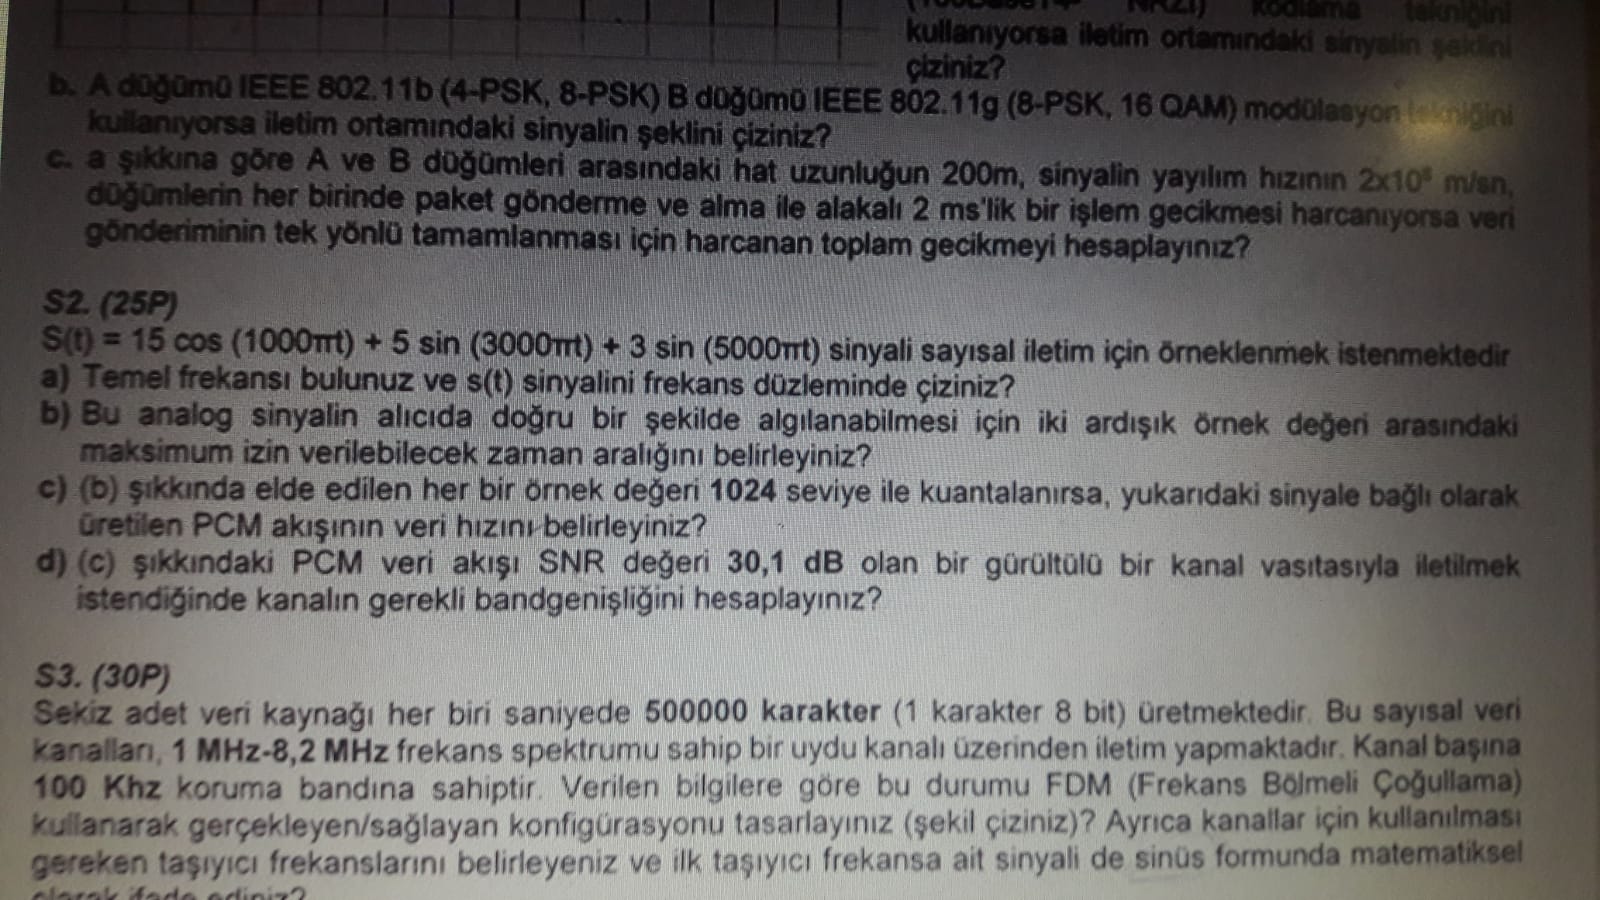 NRZI) kodlama tekniğini
kullanıyorsa iletim ortamındaki sinyalin şeklini
çiziniz?
b. A düğümü IEEE 802.11b (4-PSK, 8-PSK) B düğümü IEEE 802.11g (8-PSK, 16 QAM) modülasyon tekniğini
kullanıyorsa iletim ortamındaki sinyalin şeklini çiziniz?
c. a şıkkına göre A ve B düğümleri arasındaki hat uzunluğun 200m, sinyalin yayılım hızının 2x10⁸ m/sn,
düğümlerin her birinde paket gönderme ve alma ile alakalı 2 ms'lik bir işlem gecikmesi harcanıyorsa veri
gönderiminin tek yönlü tamamlanması için harcanan toplam gecikmeyi hesaplayınız?
S2. (25P)
S(t) = 15 cos (1000πt) + 5 sin (3000πt) + 3 sin (5000πt) sinyali sayısal iletim için örneklenmek istenmektedir
a) Temel frekansı bulunuz ve s(t) sinyalini frekans düzleminde çiziniz?
b) Bu analog sinyalin alıcıda doğru bir şekilde algılanabilmesi için iki ardışık örnek değeri arasındaki
maksimum izin verilebilecek zaman aralığını belirleyiniz?
c) (b) şıkkında elde edilen her bir örnek değeri 1024 seviye ile kuantalanırsa, yukarıdaki sinyale bağlı olarak
üretilen PCM akışının veri hızını belirleyiniz?
d) (c) şıkkındaki PCM veri akışı SNR değeri 30,1 dB olan bir gürültülü bir kanal vasıtasıyla iletilmek
istendiğinde kanalın gerekli bandgenişliğini hesaplayınız?
S3. (30P)
Sekiz adet veri kaynağı her biri saniyede 500000 karakter (1 karakter 8 bit) üretmektedir. Bu sayısal veri
kanalları, 1 MHz-8,2 MHz frekans spektrumu sahip bir uydu kanalı üzerinden iletim yapmaktadır. Kanal başına
100 Khz koruma bandına sahiptir. Verilen bilgilere göre bu durumu FDM (Frekans Bölmeli Çoğullama)
kullanarak gerçekleyen/sağlayan konfigürasyonu tasarlayınız (şekil çiziniz)? Ayrıca kanallar için kullanılması
gereken taşıyıcı frekanslarını belirleyeniz ve ilk taşıyıcı frekansa ait sinyali de sinüs formunda matematiksel
olarak ifade ediniz?